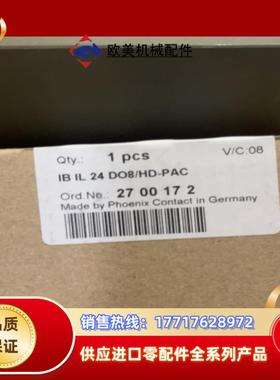 欧美机械配件
Qty.: 1 pcs V/C:08
IB IL 24 DO8/HD-PAC
Ord.No.: 27 00 17 2
Made by Phoenix Contact in Germany
品质
保证
销售热线：17717628972
供应进口零配件全系列产品